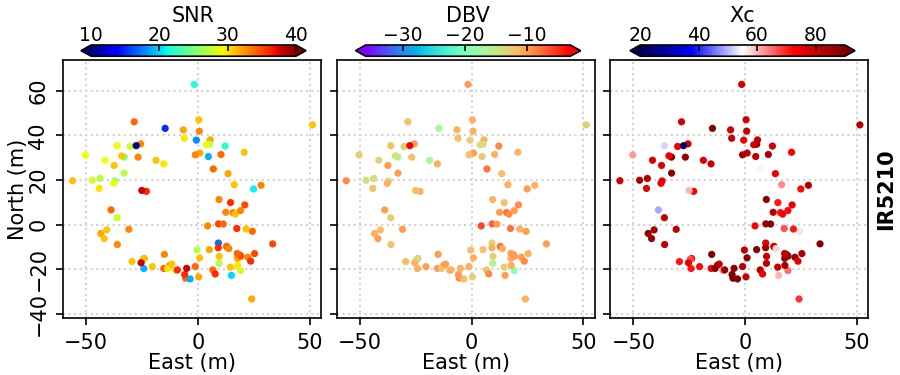 SNR DBV Xc
10 20 30 40 −30 −20 −10 20 40 60 80
60
40
20
0
−20
−40
North (m)
IR5210
−50 0 50 −50 0 50 −50 0 50
East (m) East (m) East (m)